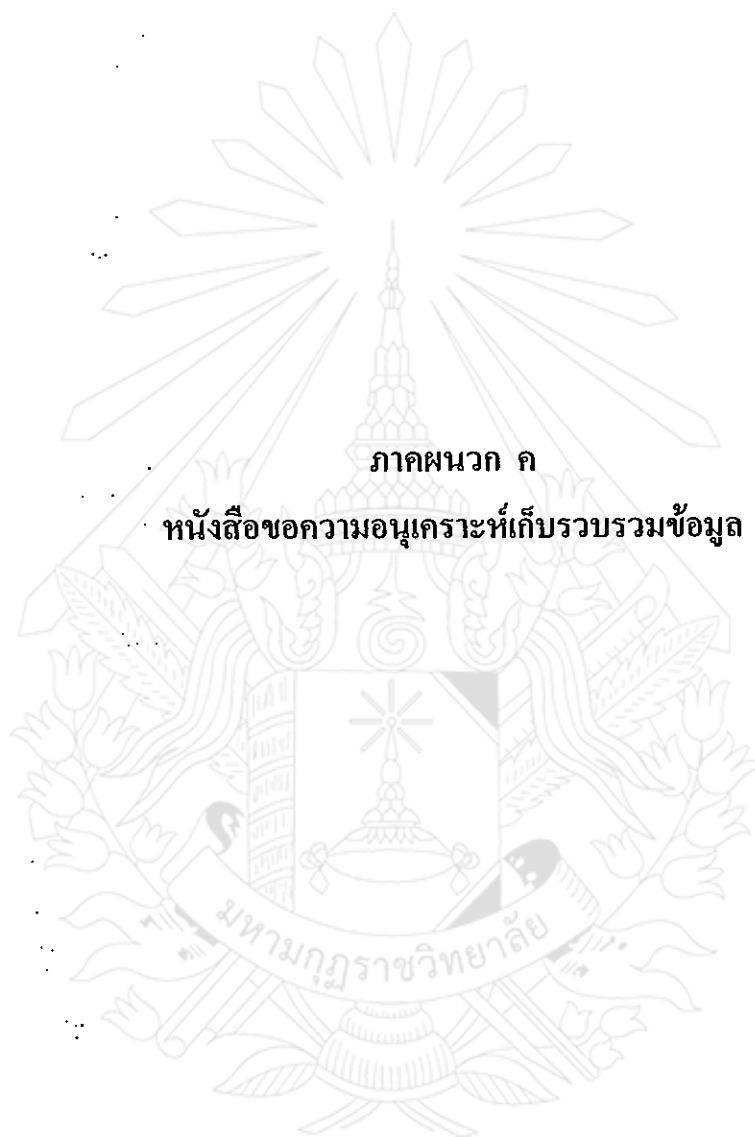 ภาคผนวก ค
หนังสือขอความอนุเคราะห์เก็บรวบรวมข้อมูล
มหามกุฏราชวิทยาลัย